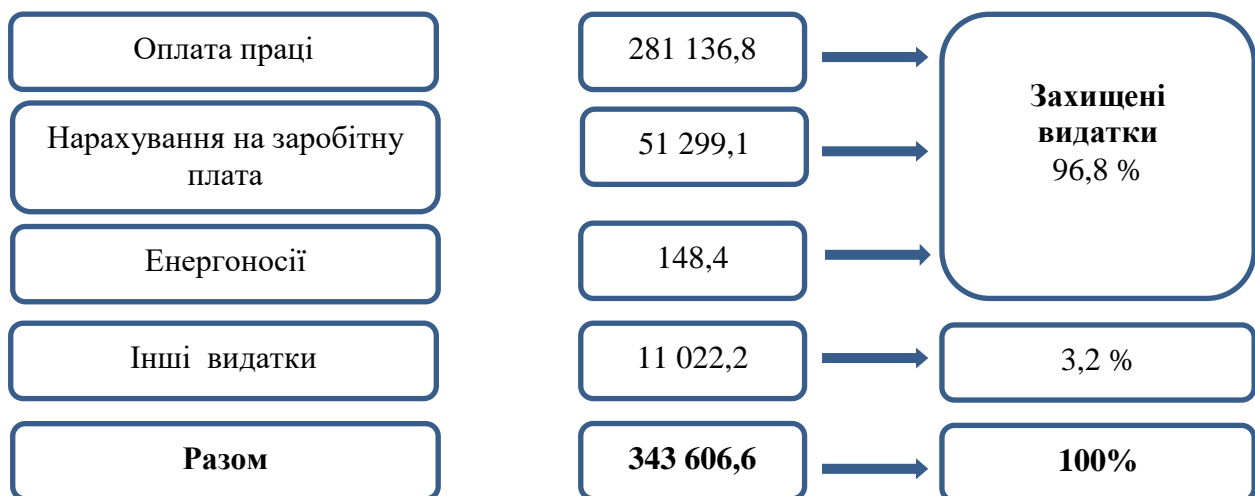 Оплата праці
281 136,8
Захищені
видатки
96,8 %
Нарахування на заробітну
плата
51 299,1
Енергоносії
148,4
Інші видатки
11 022,2
3,2 %
Разом
343 606,6
100%